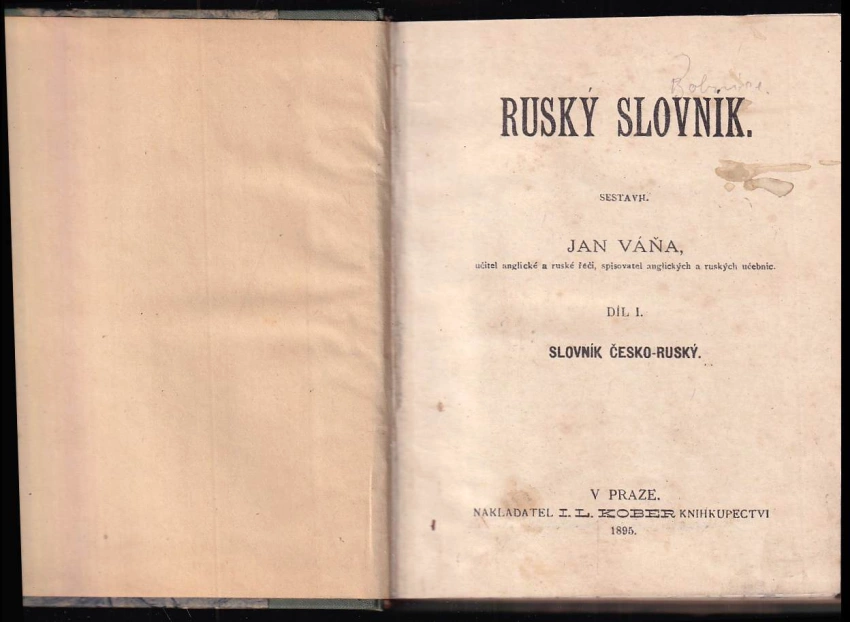 RUSKÝ SLOVNÍK.
SESTAVIL
JAN VÁŇA,
učitel anglické a ruské řeči, spisovatel anglických a ruských učebnic.
DÍL I.
SLOVNÍK ČESKO-RUSKÝ.
V PRAZE.
NAKLADATEL I. L. KOBER KNIHKUPECTVI
1895.